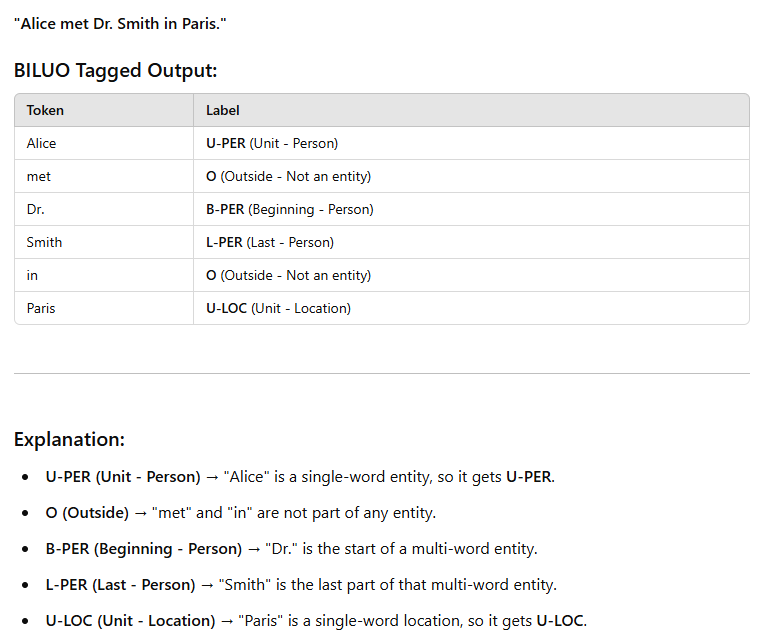 "Alice met Dr. Smith in Paris."
BILUO Tagged Output:
Token Label
Alice U-PER (Unit - Person)
met O (Outside - Not an entity)
Dr. B-PER (Beginning - Person)
Smith L-PER (Last - Person)
in O (Outside - Not an entity)
Paris U-LOC (Unit - Location)
Explanation:
• U-PER (Unit - Person) → "Alice" is a single-word entity, so it gets U-PER.
• O (Outside) → "met" and "in" are not part of any entity.
• B-PER (Beginning - Person) → "Dr." is the start of a multi-word entity.
• L-PER (Last - Person) → "Smith" is the last part of that multi-word entity.
• U-LOC (Unit - Location) → "Paris" is a single-word location, so it gets U-LOC.